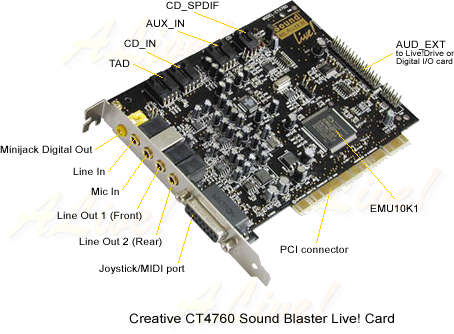 CD_SPDIF
AUX_IN
CD_IN
TAD
AUD_EXT
to Live!Drive or
Digital I/O card
Minijack Digital Out
Line In
Mic In
Line Out 1 (Front)
Line Out 2 (Rear)
Joystick/MIDI port
EMU10K1
PCI connector
Creative CT4760 Sound Blaster Live! Card